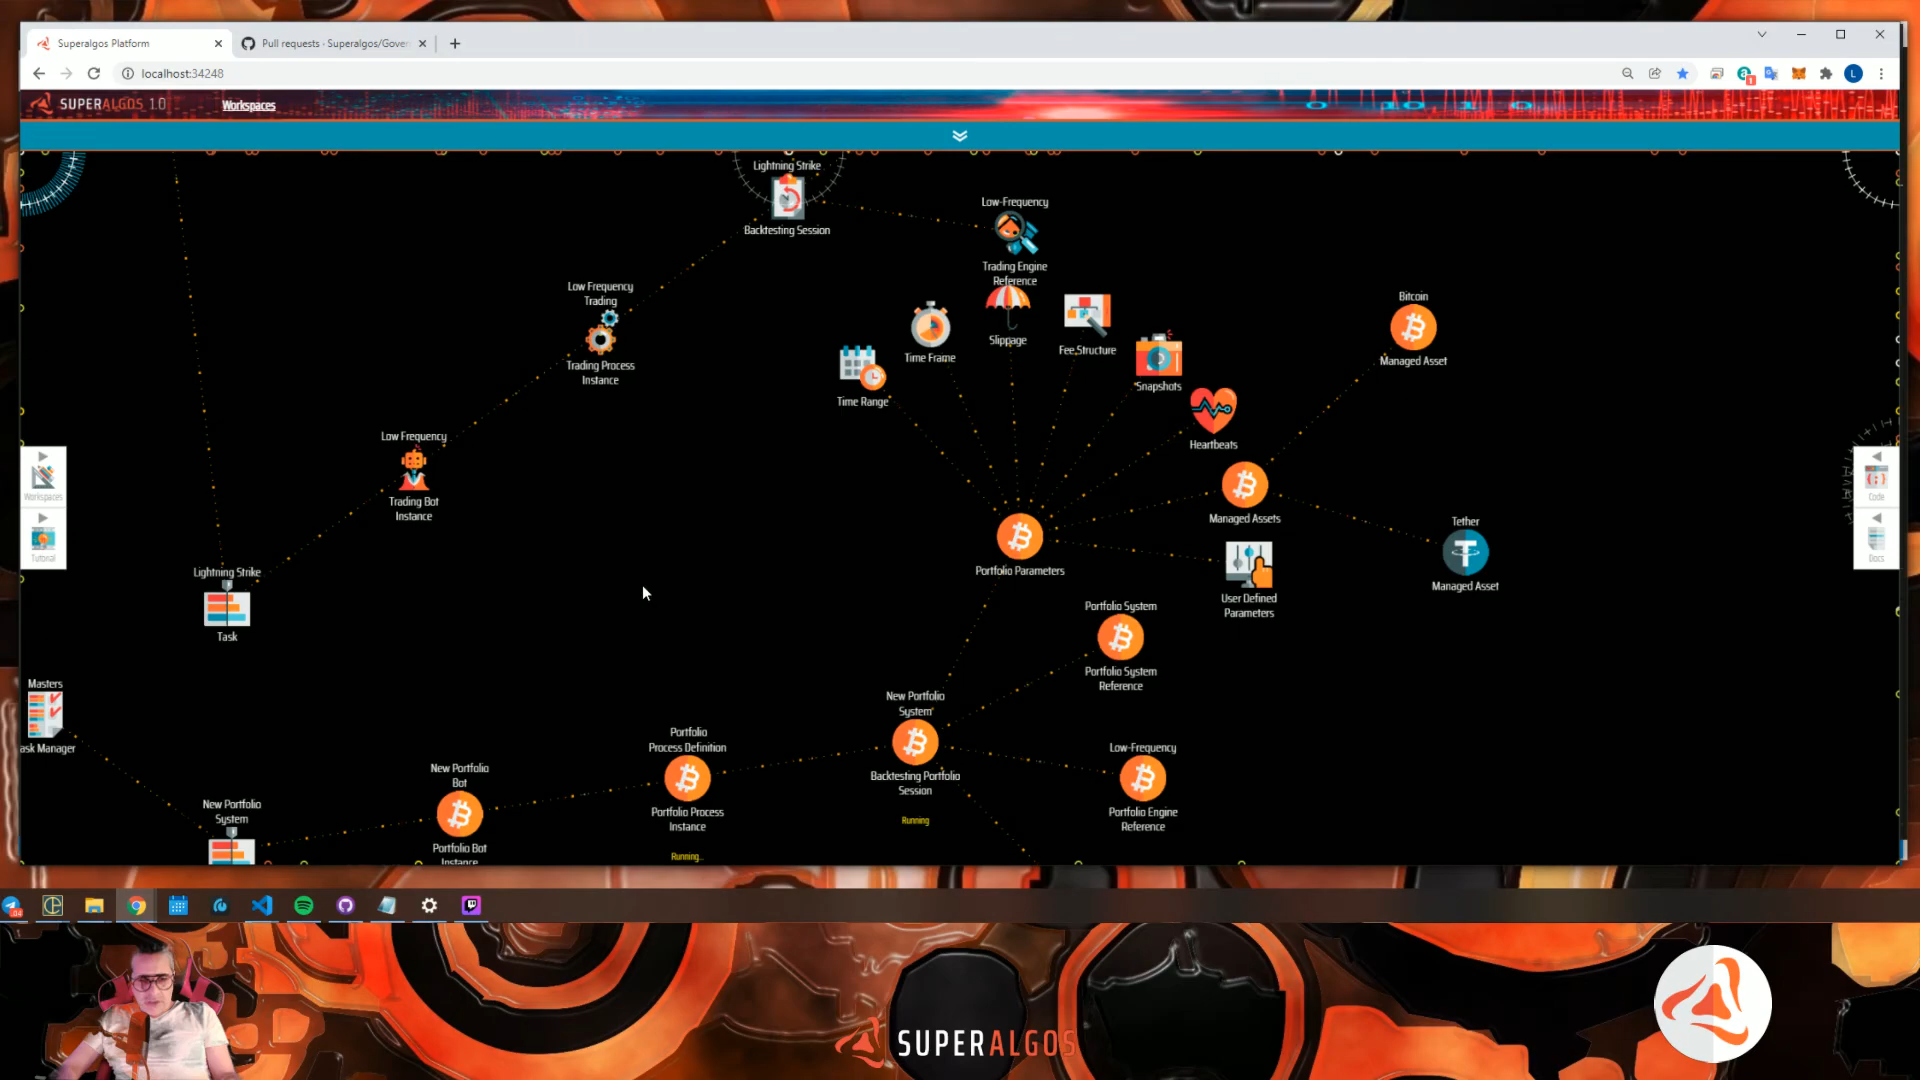 Superalgos Platform
Pull requests · Superalgos/Gover
localhost:34248
SUPERALGOS 1.0
Workspaces
Lightning Strike
Backtesting Session
Low-Frequency
Trading Engine
Reference
Low Frequency
Trading
Trading Process
Instance
Slippage
Time Frame
Fee Structure
Time Range
Snapshots
Heartbeats
Bitcoin
Managed Asset
Low Frequency
Trading Bot
Instance
Managed Assets
Tether
Managed Asset
Portfolio Parameters
User Defined
Parameters
Workspaces
Tutorial
Code
Docs
Lightning Strike
Task
Portfolio System
Portfolio System
Reference
Masters
ask Manager
New Portfolio
System
Backtesting Portfolio
Session
Running
Portfolio
Process Definition
Portfolio Process
Instance
Running...
Low-Frequency
Portfolio Engine
Reference
New Portfolio
Bot
Portfolio Bot
Instance
New Portfolio
System
SUPERALGOS